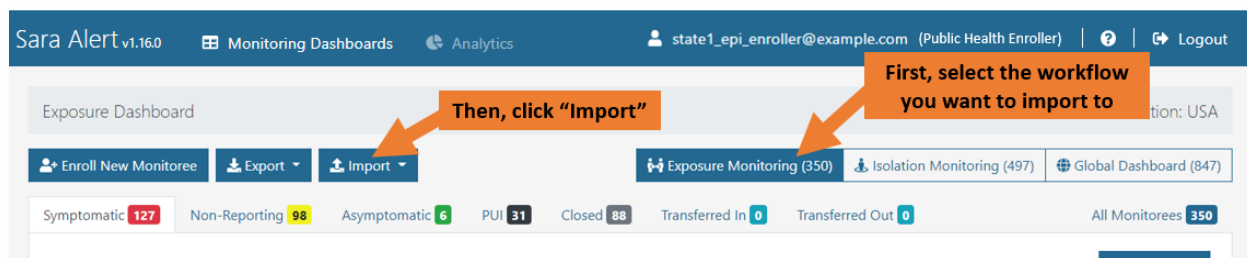 Sara Alert v1.16.0 Monitoring Dashboards Analytics state1_epi_enroller@example.com (Public Health Enroller) ? Logout
First, select the workflow
you want to import to
Exposure Dashboard Then, click “Import” tion: USA
Enroll New Monitoree Export Import Exposure Monitoring (350) Isolation Monitoring (497) Global Dashboard (847)
Symptomatic 127 Non-Reporting 98 Asymptomatic 6 PUI 31 Closed 88 Transferred In 0 Transferred Out 0 All Monitorees 350